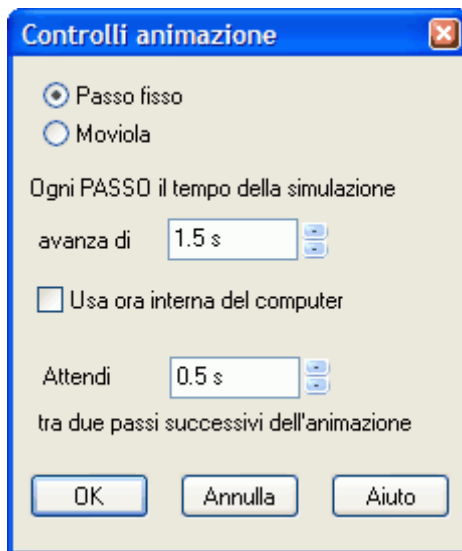 Controlli animazione
Passo fisso
Moviola
Ogni PASSO il tempo della simulazione
avanza di 1.5 s
Usa ora interna del computer
Attendi 0.5 s
tra due passi successivi dell'animazione
OK Annulla Aiuto